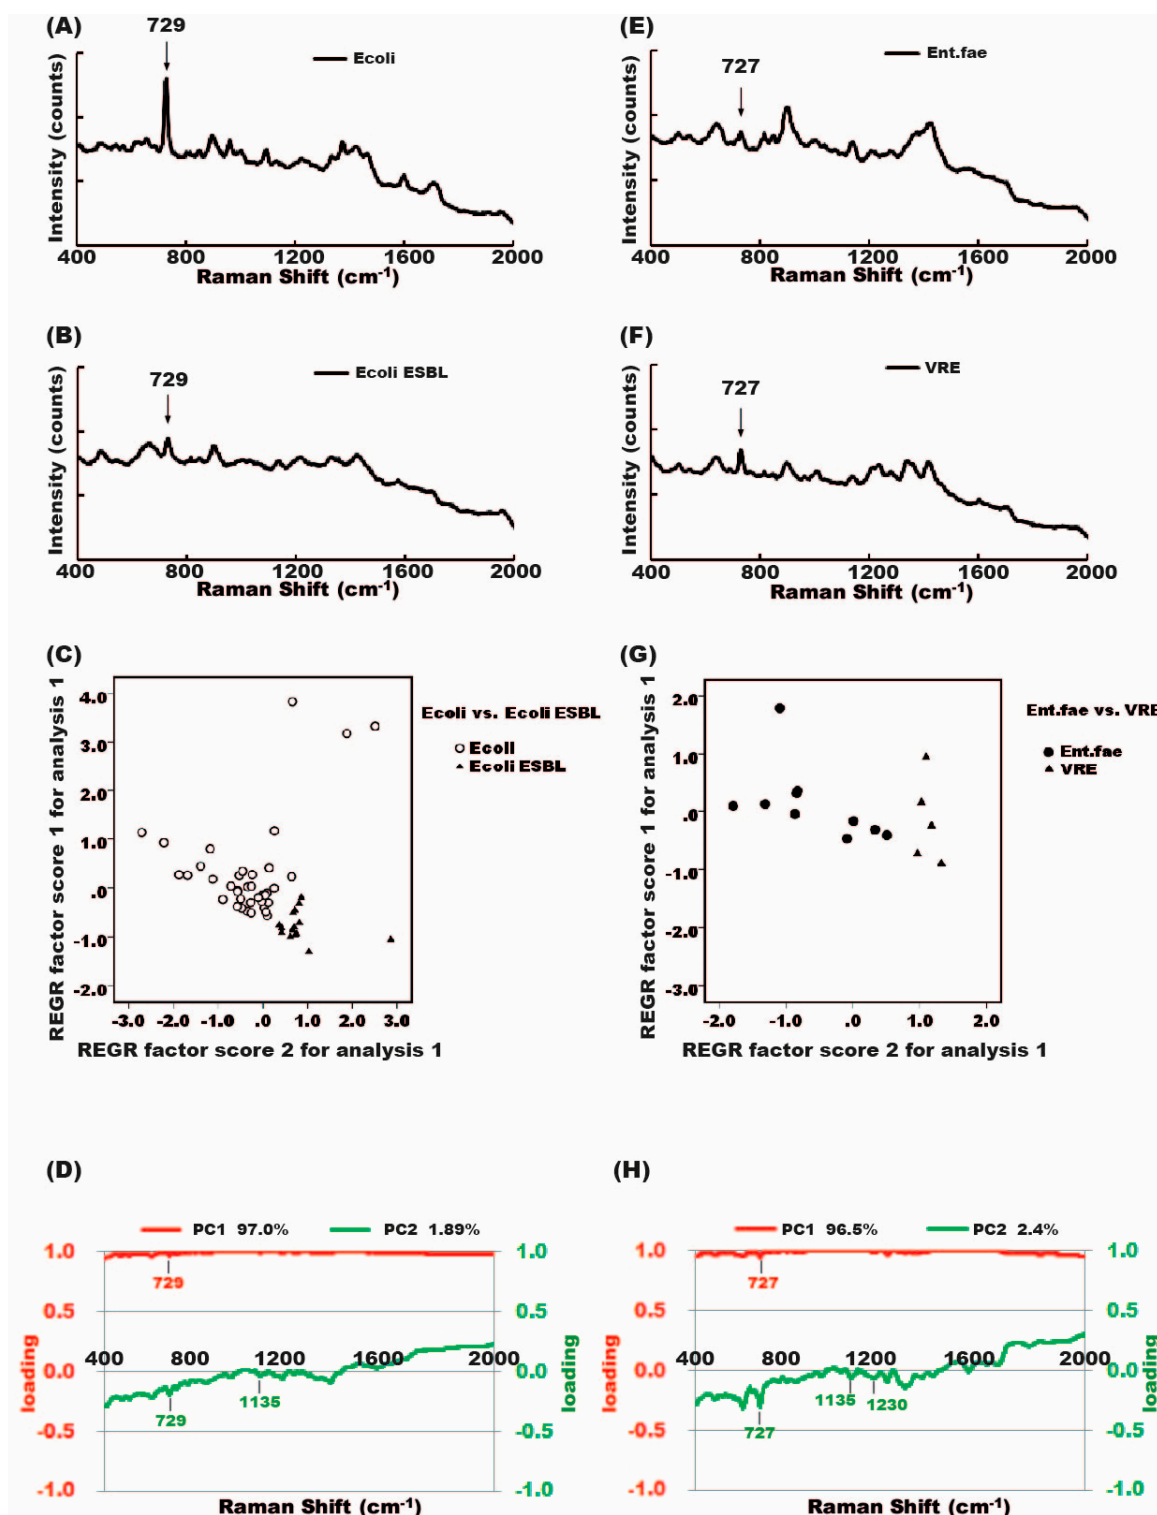 (A)
729
Ecoli
Intensity (counts)
400 800 1200 1600 2000
Raman Shift (cm-1)
(E)
727
Ent.fae
Intensity (counts)
400 800 1200 1600 2000
Raman Shift (cm-1)
(B)
729
Ecoli ESBL
Intensity (counts)
400 800 1200 1600 2000
Raman Shift (cm-1)
(F)
727
VRE
Intensity (counts)
400 800 1200 1600 2000
Raman Shift (cm-1)
(C)
REGR factor score 1 for analysis 1
4.0
3.0
2.0
1.0
.0
-1.0
-2.0
-3.0 -2.0 -1.0 .0 1.0 2.0 3.0
REGR factor score 2 for analysis 1
Ecoli vs. Ecoli ESBL
Ecoli
Ecoli ESBL
(G)
REGR factor score 1 for analysis 1
2.0
1.0
.0
-1.0
-2.0
-3.0
-2.0 -1.0 .0 1.0 2.0
REGR factor score 2 for analysis 1
Ent.fae vs. VRE
Ent.fae
VRE
(D)
PC1 97.0% PC2 1.89%
1.0 1.0
729
0.5 0.5
400 800 1200 1600 2000
0.0 0.0
loading loading
729 1135
-0.5 -0.5
-1.0 -1.0
Raman Shift (cm-1)
(H)
PC1 96.5% PC2 2.4%
1.0 1.0
727
0.5 0.5
400 800 1200 1600 2000
0.0 0.0
loading loading
727 1135 1230
-0.5 -0.5
-1.0 -1.0
Raman Shift (cm-1)